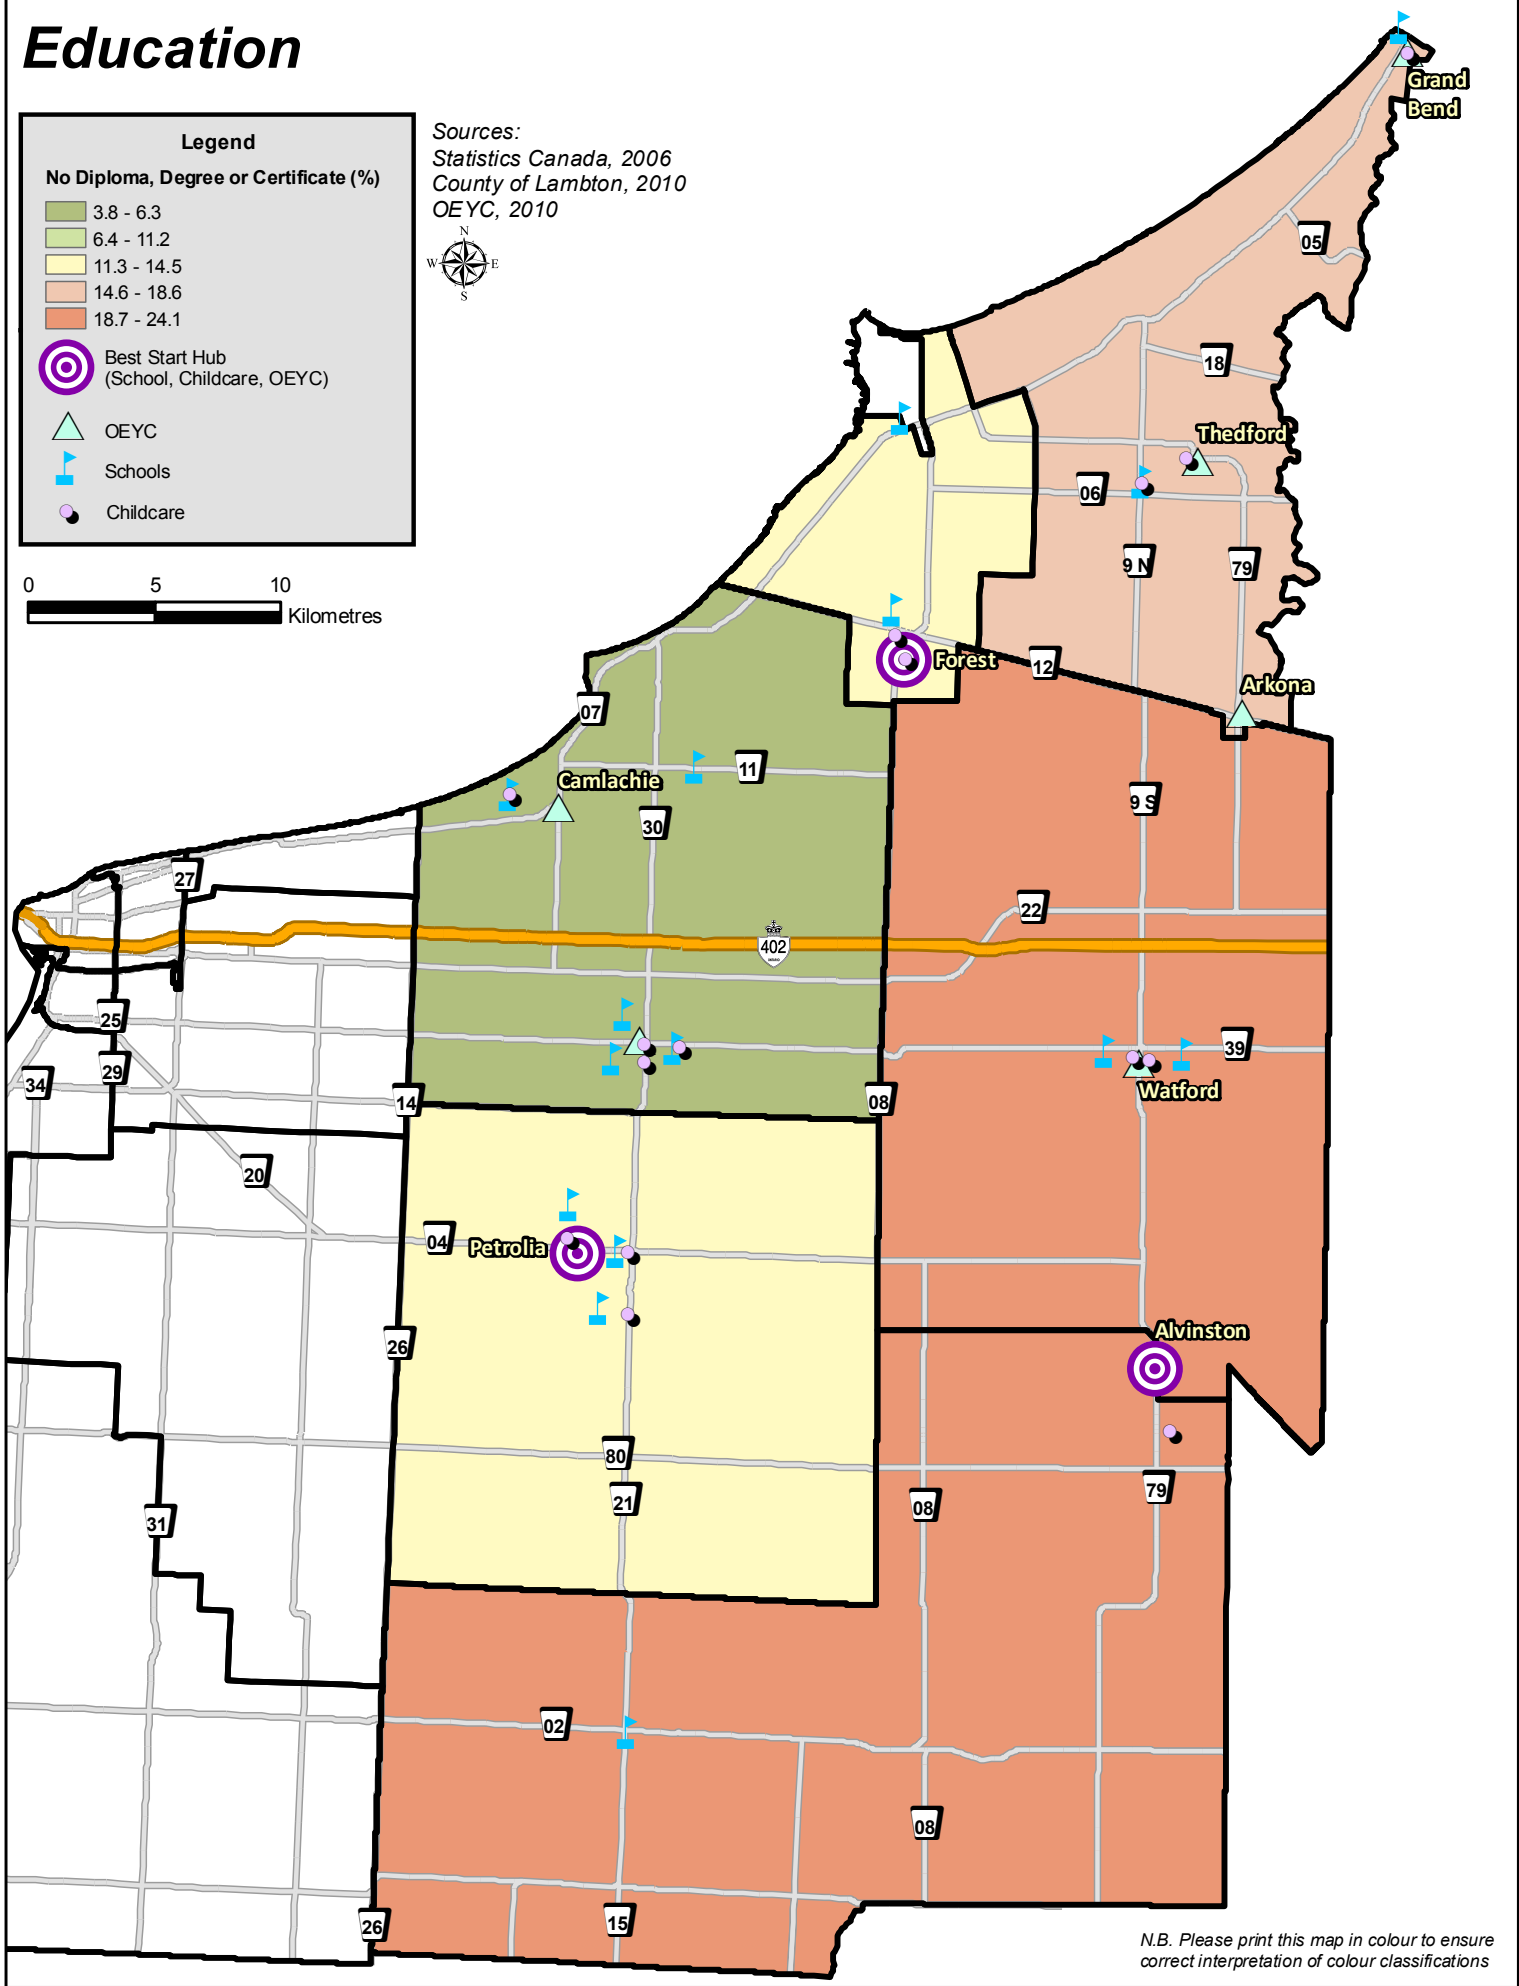 Education
Legend
No Diploma, Degree or Certificate (%)
3.8 - 6.3
6.4 - 11.2
11.3 - 14.5
14.6 - 18.6
18.7 - 24.1
Best Start Hub
(School, Childcare, OEYC)
OEYC
Schools
Childcare
Sources:
Statistics Canada, 2006
County of Lambton, 2010
OEYC, 2010
N
W E
S
0 5 10
Kilometres
Grand
Bend
05
18
Thedford
06
9 N
79
Forest
12
Arkona
07
11
Camlachie
9 S
30
27
22
402
25
39
29
34
14
08
Watford
20
04
Petrolia
26
Alvinston
80
79
21
08
31
02
08
15
26
N.B. Please print this map in colour to ensure
correct interpretation of colour classifications